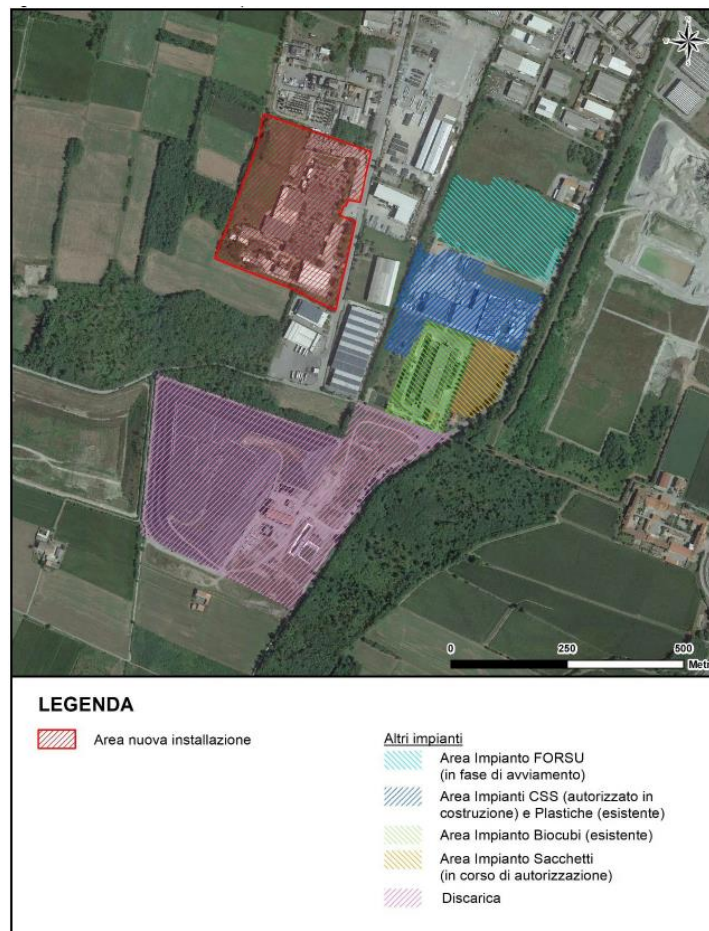 0
250
500
Metri
LEGENDA
Area nuova installazione
Altri impianti
Area Impianto FORSU
(in fase di avviamento)
Area Impianti CSS (autorizzato in
costruzione) e Plastiche (esistente)
Area Impianto Biocubi (esistente)
Area Impianto Sacchetti
(in corso di autorizzazione)
Discarica